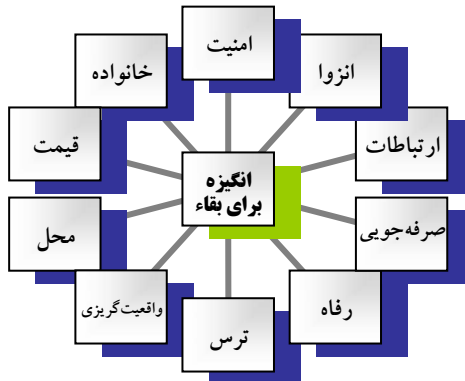 امنیت
انزوا
خانواده
ارتباطات
قیمت
انگیزه
برای بقاء
صرفه‌جویی
محل
واقعیت‌گریزی
رفاه
ترس